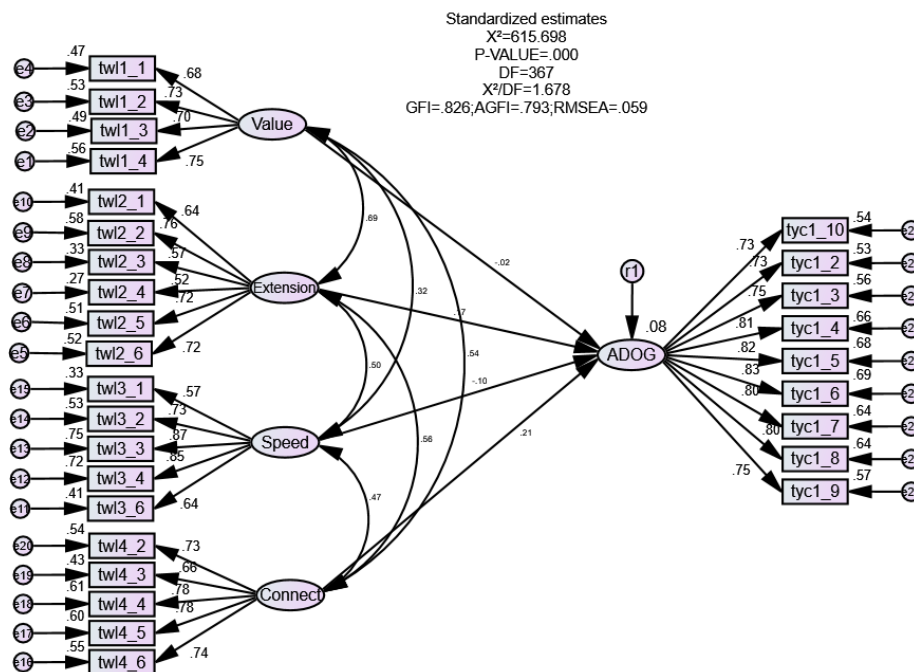 Standardized estimates
X²=615.698
P-VALUE=.000
DF=367
X²/DF=1.678
GFI=.826;AGFI=.793;RMSEA=.059
e4 .47 twl1_1 .68
e3 .53 twl1_2 .73
e2 .49 twl1_3 .70
e1 .56 twl1_4 .75
Value
e10 .41 twl2_1 .64
e9 .58 twl2_2 .76
e8 .33 twl2_3 .57
e7 .27 twl2_4 .52
e6 .51 twl2_5 .72
e5 .52 twl2_6 .72
Extension
e15 .33 twl3_1 .57
e14 .53 twl3_2 .73
e13 .75 twl3_3 .87
e12 .72 twl3_4 .85
e11 .41 twl3_6 .64
Speed
e20 .54 twl4_2 .73
e19 .43 twl4_3 .66
e18 .61 twl4_4 .78
e17 .60 twl4_5 .78
e16 .55 twl4_6 .74
Connect
.69
.32
.54
.50
.56
.47
-.02
-.10
.21
r1
.08
ADOG
.73 tyc1_10 .54
.73 tyc1_2 .53
.75 tyc1_3 .56
.81 tyc1_4 .66
.82 tyc1_5 .68
.83 tyc1_6 .69
.80 tyc1_7 .64
.80 tyc1_8 .64
.75 tyc1_9 .57